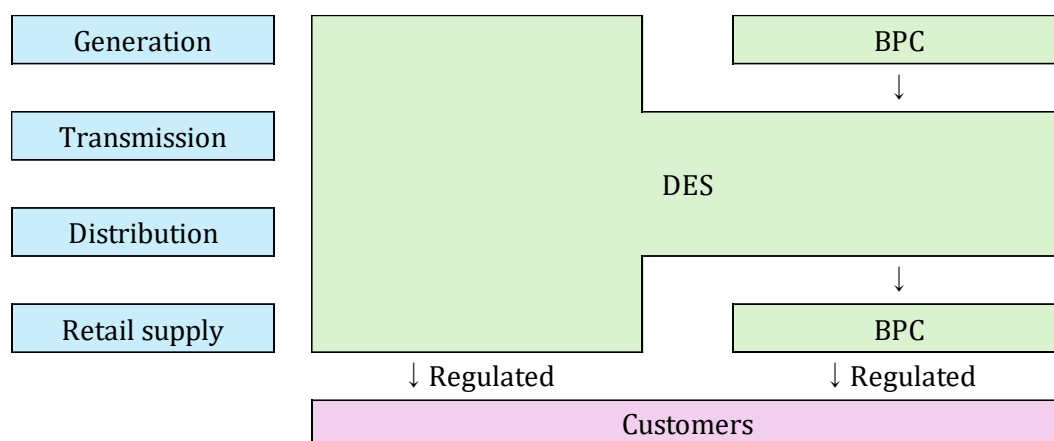 Generation
BPC
↓
Transmission
DES
Distribution
↓
Retail supply
BPC
↓ Regulated
↓ Regulated
Customers